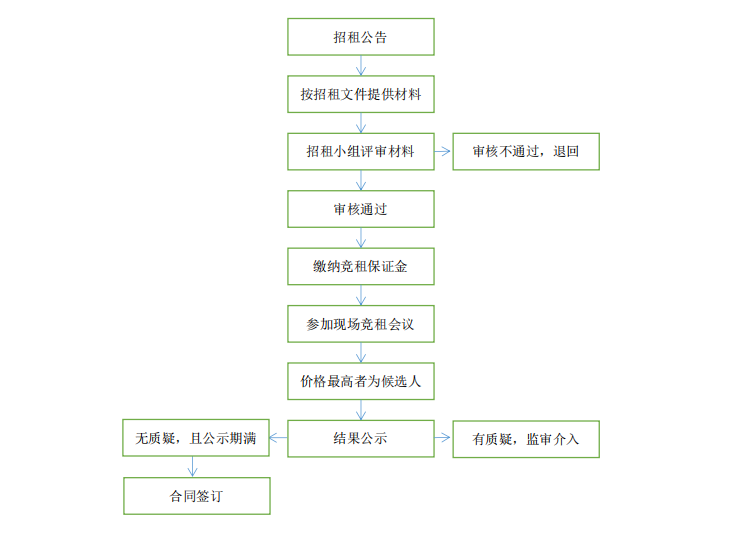 招租公告
按招租文件提供材料
招租小组评审材料
审核不通过，退回
审核通过
缴纳竞租保证金
参加现场竞租会议
价格最高者为候选人
无质疑，且公示期满
结果公示
有质疑，监审介入
合同签订